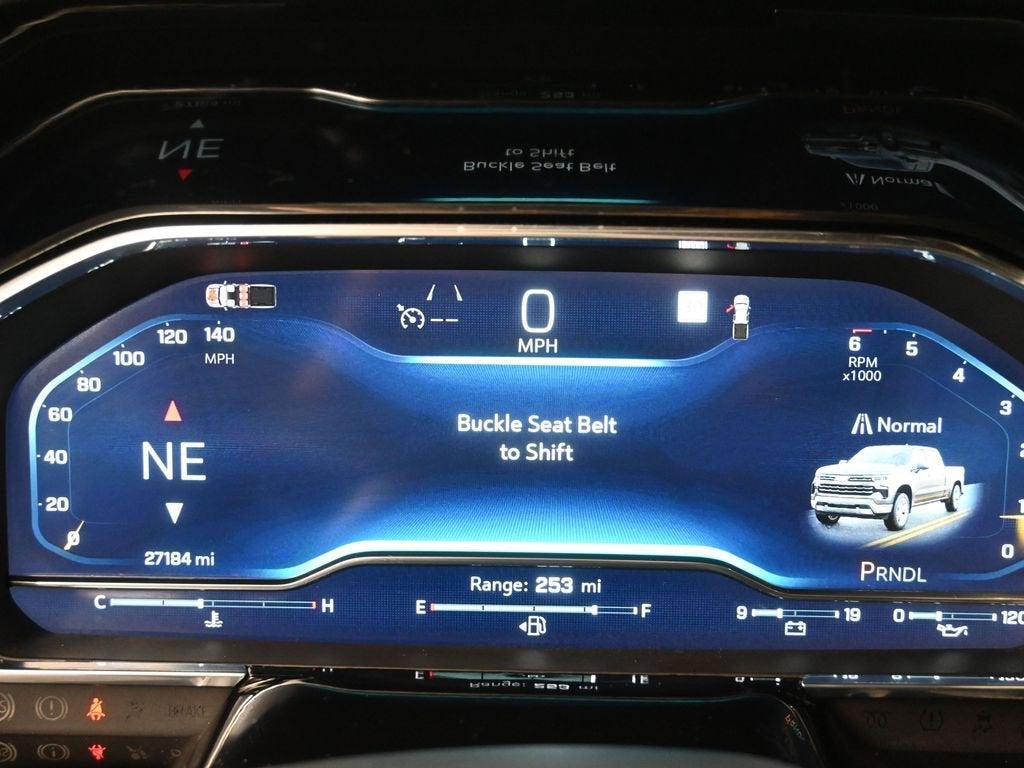 0
MPH
120 140
MPH
100
80
60
40
20
0
NE
27184 mi
Buckle Seat Belt
to Shift
6
5
4
3
RPM
x1000
Normal
0
PRNDL
Range: 253 mi
C H
E F
9 19
0 120
BRAKE